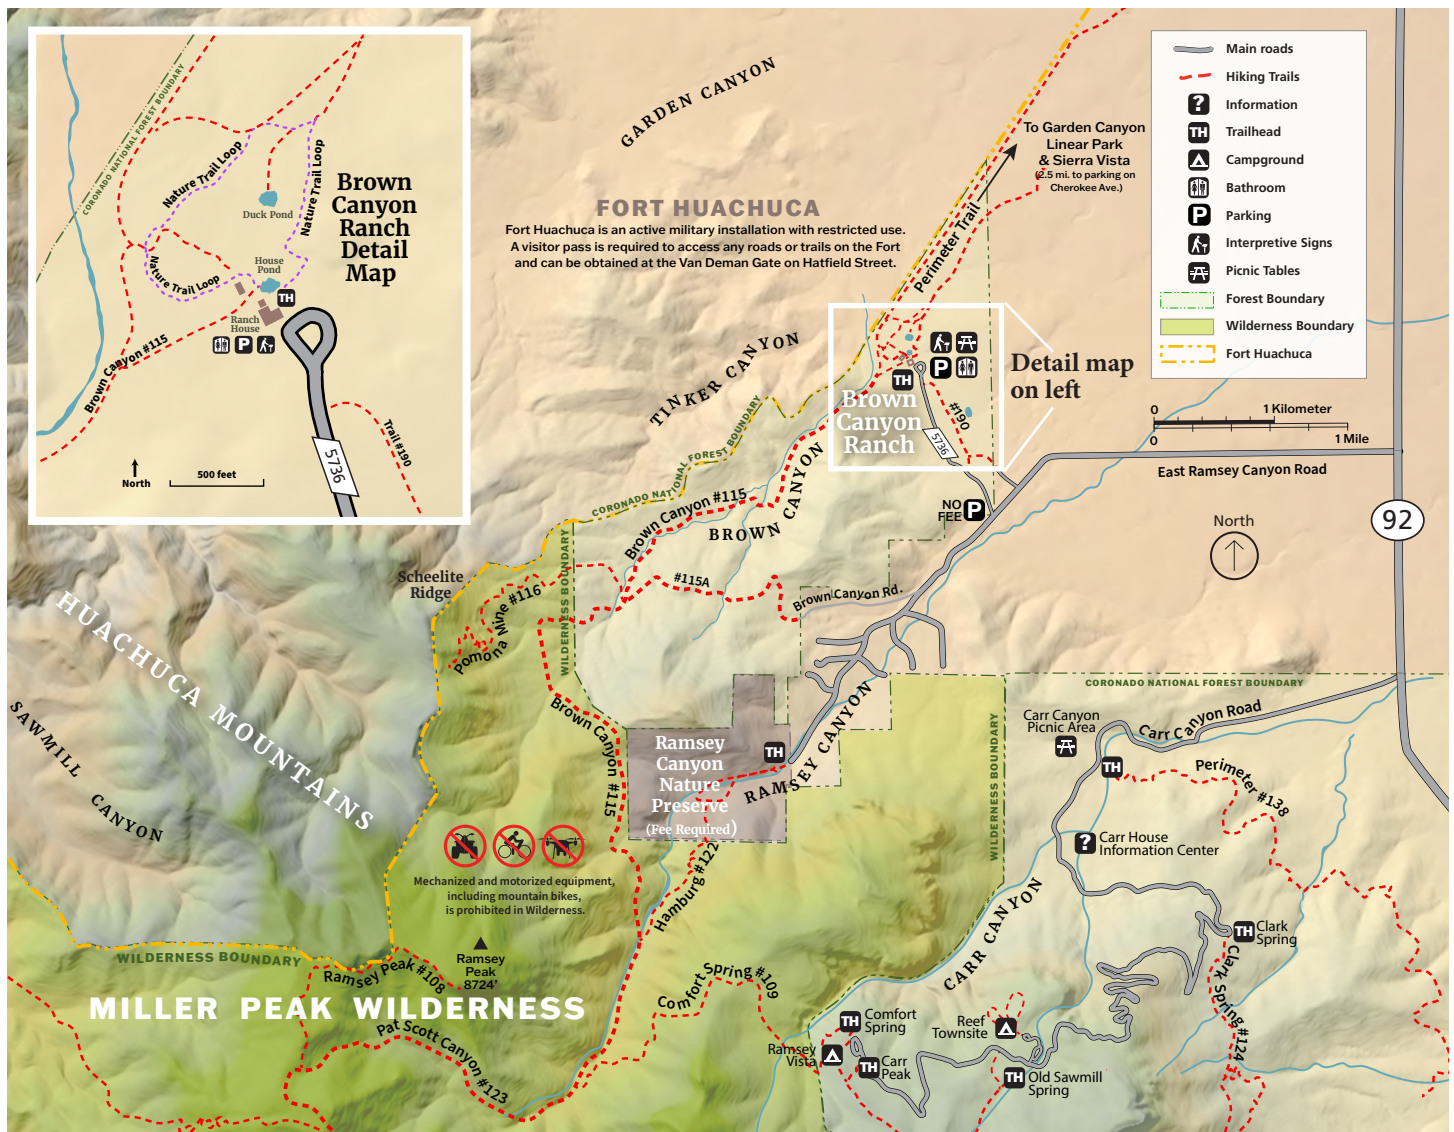 CORONADO NATIONAL FOREST BOUNDARY
Nature Trail Loop
Nature Trail Loop
Brown
Canyon
Ranch
Detail
Map
Duck Pond
House
Pond
Nature Trail Loop
TH
Ranch
House
P
Brown Canyon #115
Trail #190
5736
North
500 feet
GARDEN CANYON
FORT HUACHUCA
Fort Huachuca is an active military installation with restricted use.
A visitor pass is required to access any roads or trails on the Fort
and can be obtained at the Van Deman Gate on Hatfield Street.
To Garden Canyon
Linear Park
& Sierra Vista
(2.5 mi. to parking on
Cherokee Ave.)
Perimeter Trail
Main roads
Hiking Trails
? Information
TH Trailhead
Campground
Bathroom
P Parking
Interpretive Signs
Picnic Tables
Forest Boundary
Wilderness Boundary
Fort Huachuca
0 1 Kilometer
0 1 Mile
TINKER CANYON
TH
P
Brown
Canyon
Ranch
#190
5736
Detail map
on left
East Ramsey Canyon Road
92
North
CORONADO NATIONAL FOREST BOUNDARY
Brown Canyon #115
BROWN CANYON
NO
FEE P
Scheelite
Ridge
WILDERNESS BOUNDARY
Pomona Mine #116
#115A
Brown Canyon Rd.
HUACHUCA MOUNTAINS
SAWMILL
CANYON
Brown Canyon #115
Ramsey
Canyon
Nature
Preserve
(Fee Required)
TH
RAMSEY CANYON
CORONADO NATIONAL FOREST BOUNDARY
WILDERNESS BOUNDARY
Carr Canyon
Picnic Area
Carr Canyon Road
TH
Perimeter #138
? Carr House
Information Center
Mechanized and motorized equipment,
including mountain bikes,
is prohibited in Wilderness.
Hamburg #122
CARR CANYON
TH Clark
Spring
Clark Spring #124
WILDERNESS BOUNDARY
Ramsey
Peak
8724'
Ramsey Peak #108
MILLER PEAK WILDERNESS
Pat Scott Canyon #123
Comfort Spring #109
TH Comfort
Spring
Ramsey
Vista
TH Carr
Peak
Reef
Townsite
TH Old Sawmill
Spring